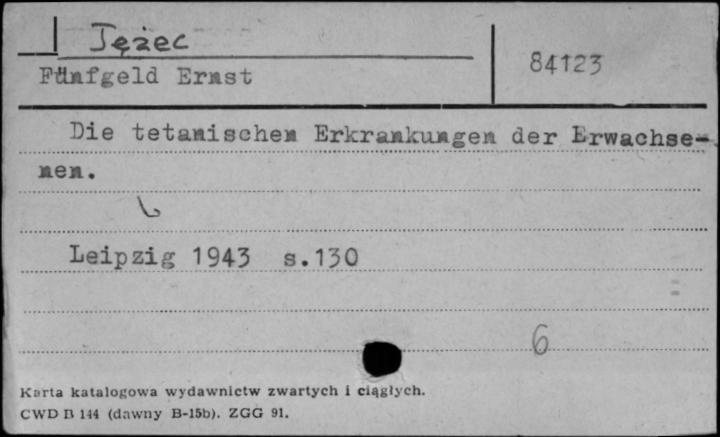 Tężec
84123
Fünfgeld Ernst
Die tetanischen Erkrankungen der Erwachse-
nen.
Leipzig 1943 s.130
6
Karta katalogowa wydawnictw zwartych i ciągłych.
CWD B 144 (dawny B-15b). ZGG 91.